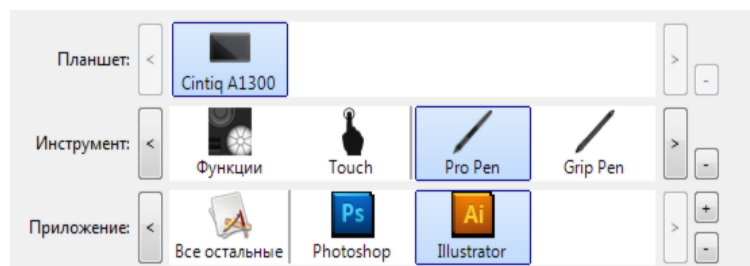 Планшет:
Cintiq A1300
Инструмент:
Функции Touch Pro Pen Grip Pen
Приложение:
Ps Ai
Все остальные Photoshop Illustrator